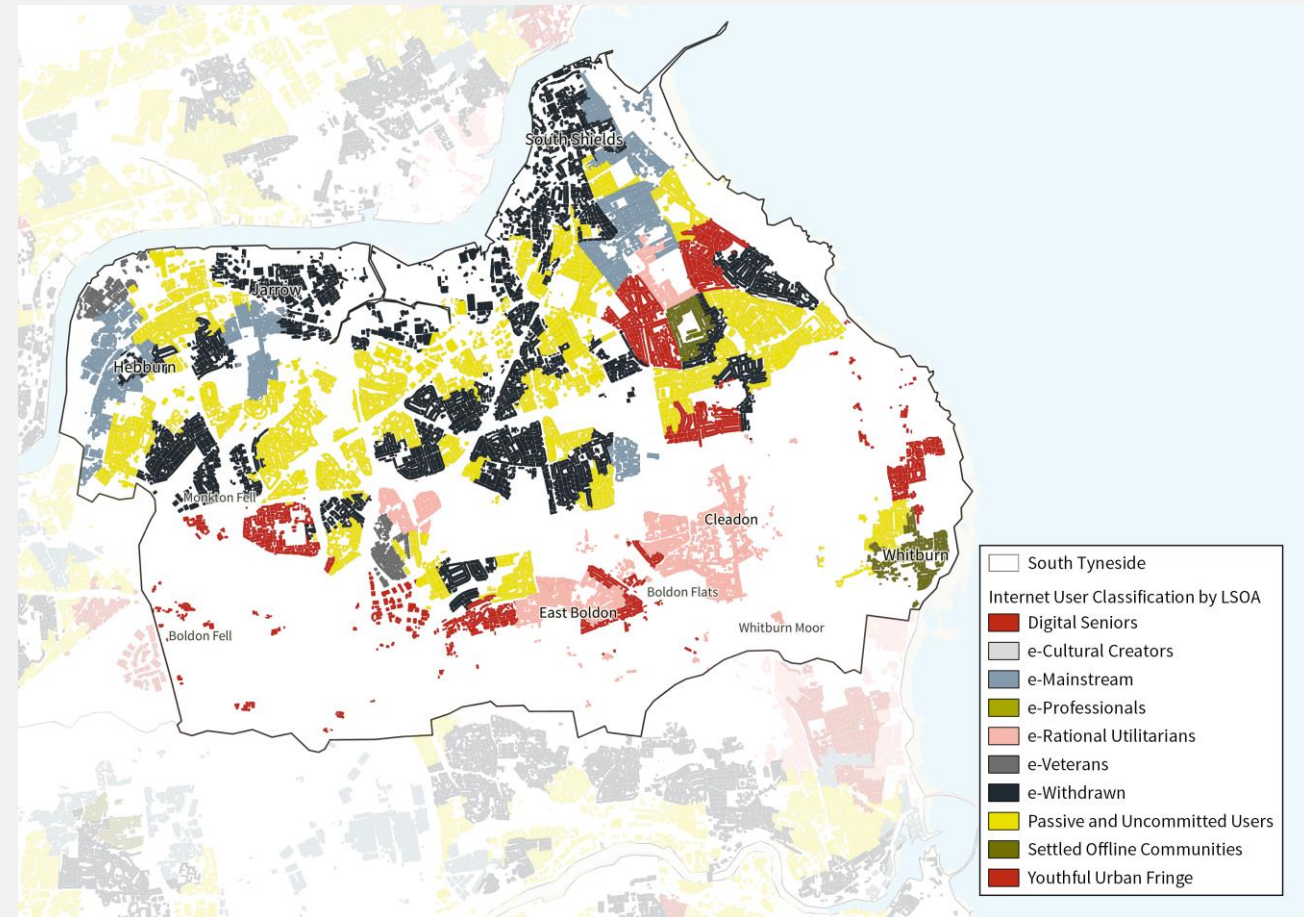 South Shields
Jarrow
Hebburn
Monkton Fell
Cleadon
Whitburn
Boldon Flats
East Boldon
Whitburn Moor
Boldon Fell
South Tyneside
Internet User Classification by LSOA
Digital Seniors
e-Cultural Creators
e-Mainstream
e-Professionals
e-Rational Utilitarians
e-Veterans
e-Withdrawn
Passive and Uncommitted Users
Settled Offline Communities
Youthful Urban Fringe